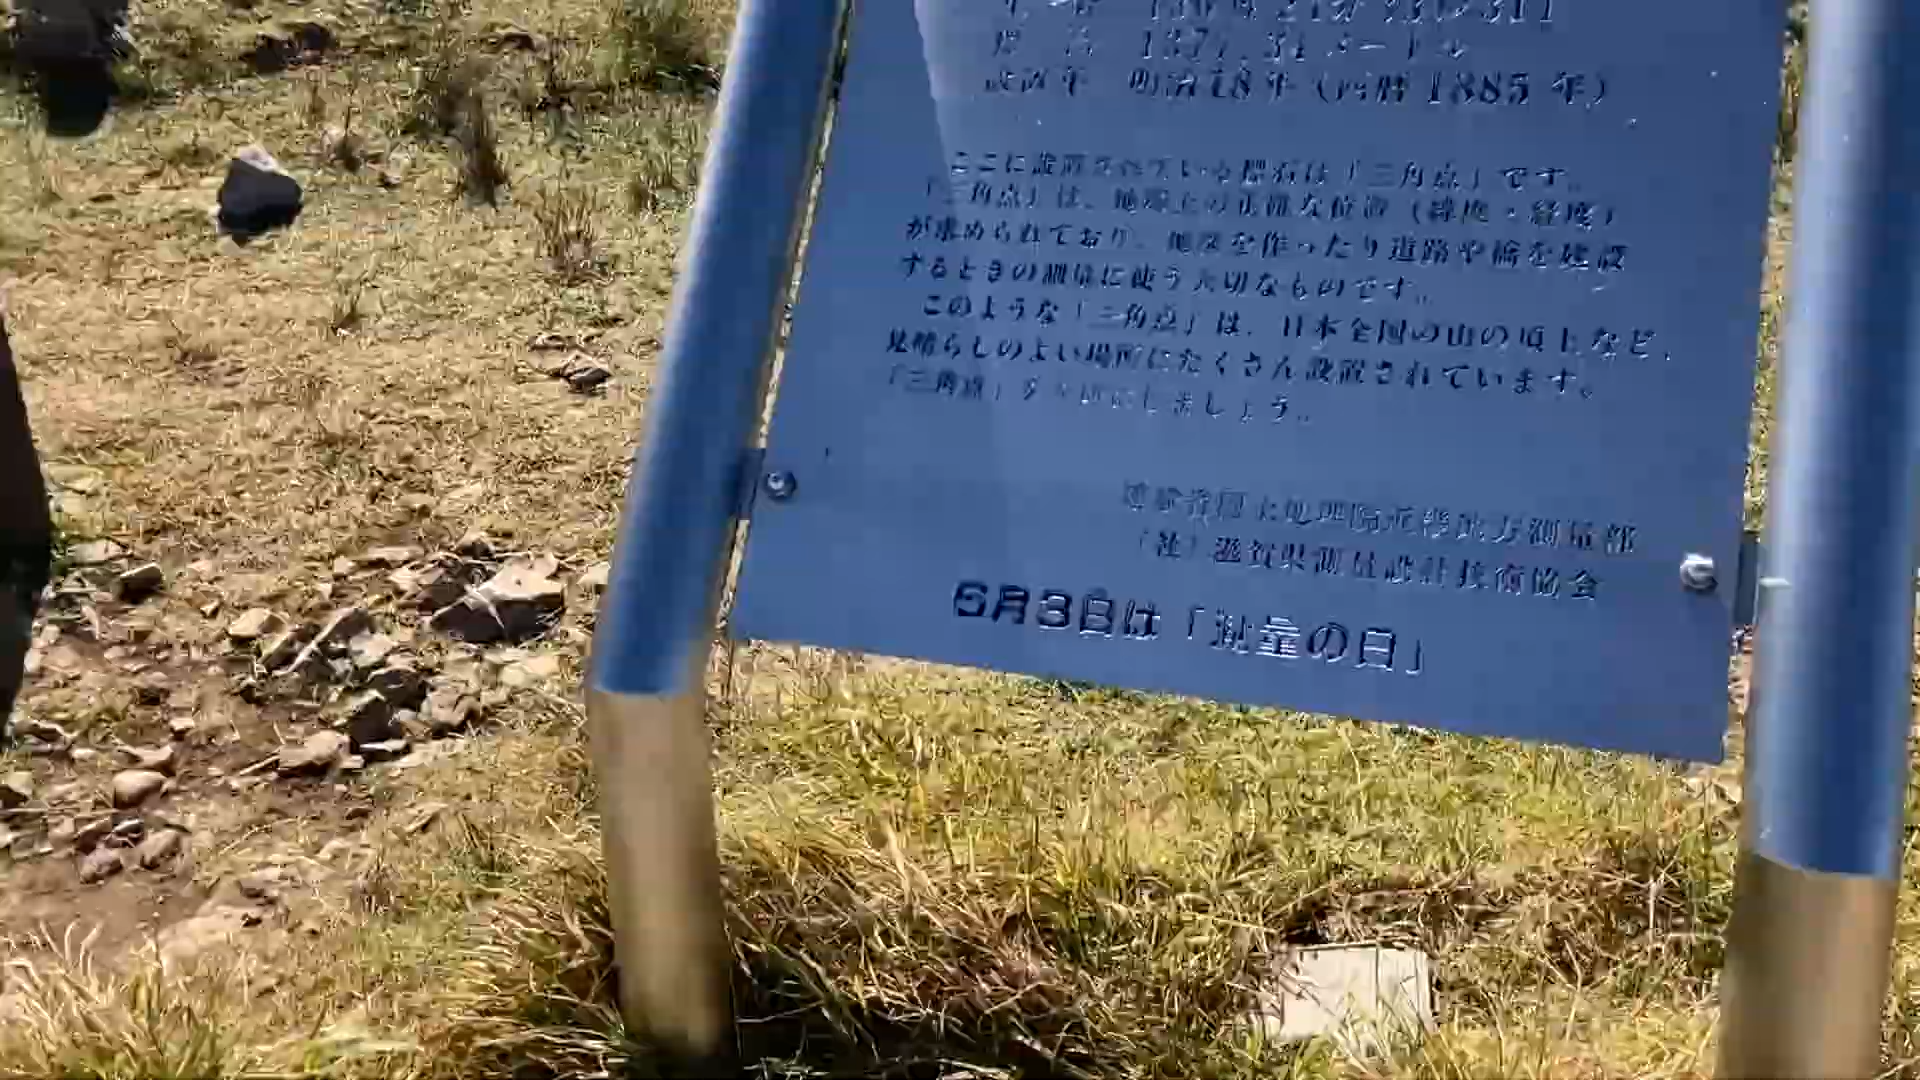 標 高 1377.31メートル
設置年 明治18年（西暦 1885 年）
ここに設置されている標石は「三角点」です。
「三角点」は、地球上の正確な位置（緯度・経度）
が求められており、地図を作ったり道路や橋を建設
するときの測量に使う大切なものです。
このような「三角点」は、日本全国の山の頂上など、
見晴らしのよい場所にたくさん設置されています。
「三角点」を大切にしましょう。
建設省国土地理院近畿地方測量部
（社）滋賀県測量設計技術協会
6月3日は「測量の日」